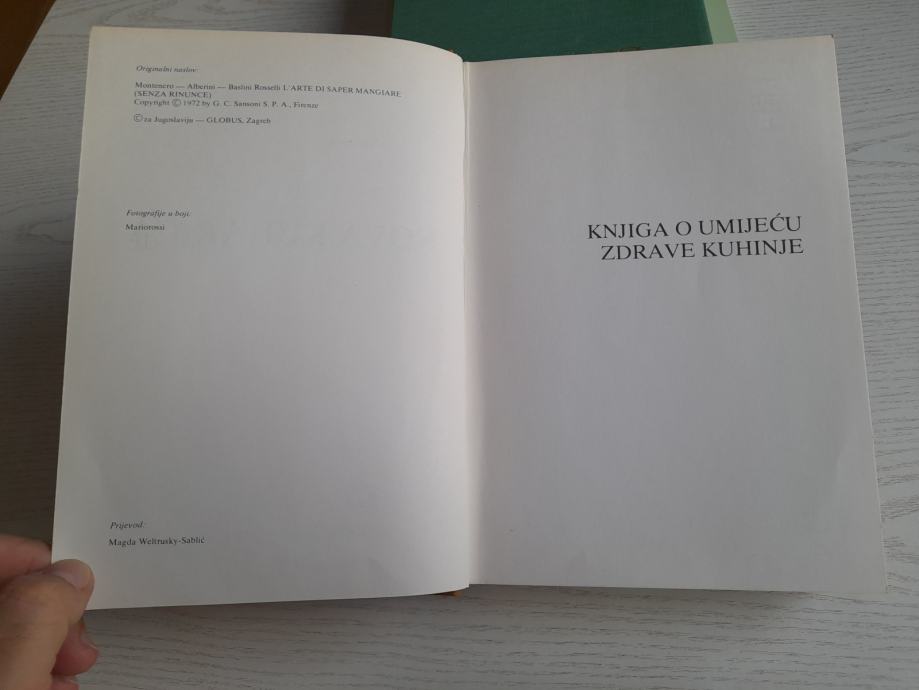 Originalni naslov:
Montenero — Alberini — Baslini Rosselli L'ARTE DI SAPER MANGIARE
(SENZA RINUNCE)
Copyright © 1972 by G. C. Sansoni S. P. A., Firenze
© za Jugoslaviju — GLOBUS, Zagreb
Fotografije u boji:
Mariorossi
Prijevod:
Magda Weltrusky-Sablić
KNJIGA O UMIJEĆU
ZDRAVE KUHINJE